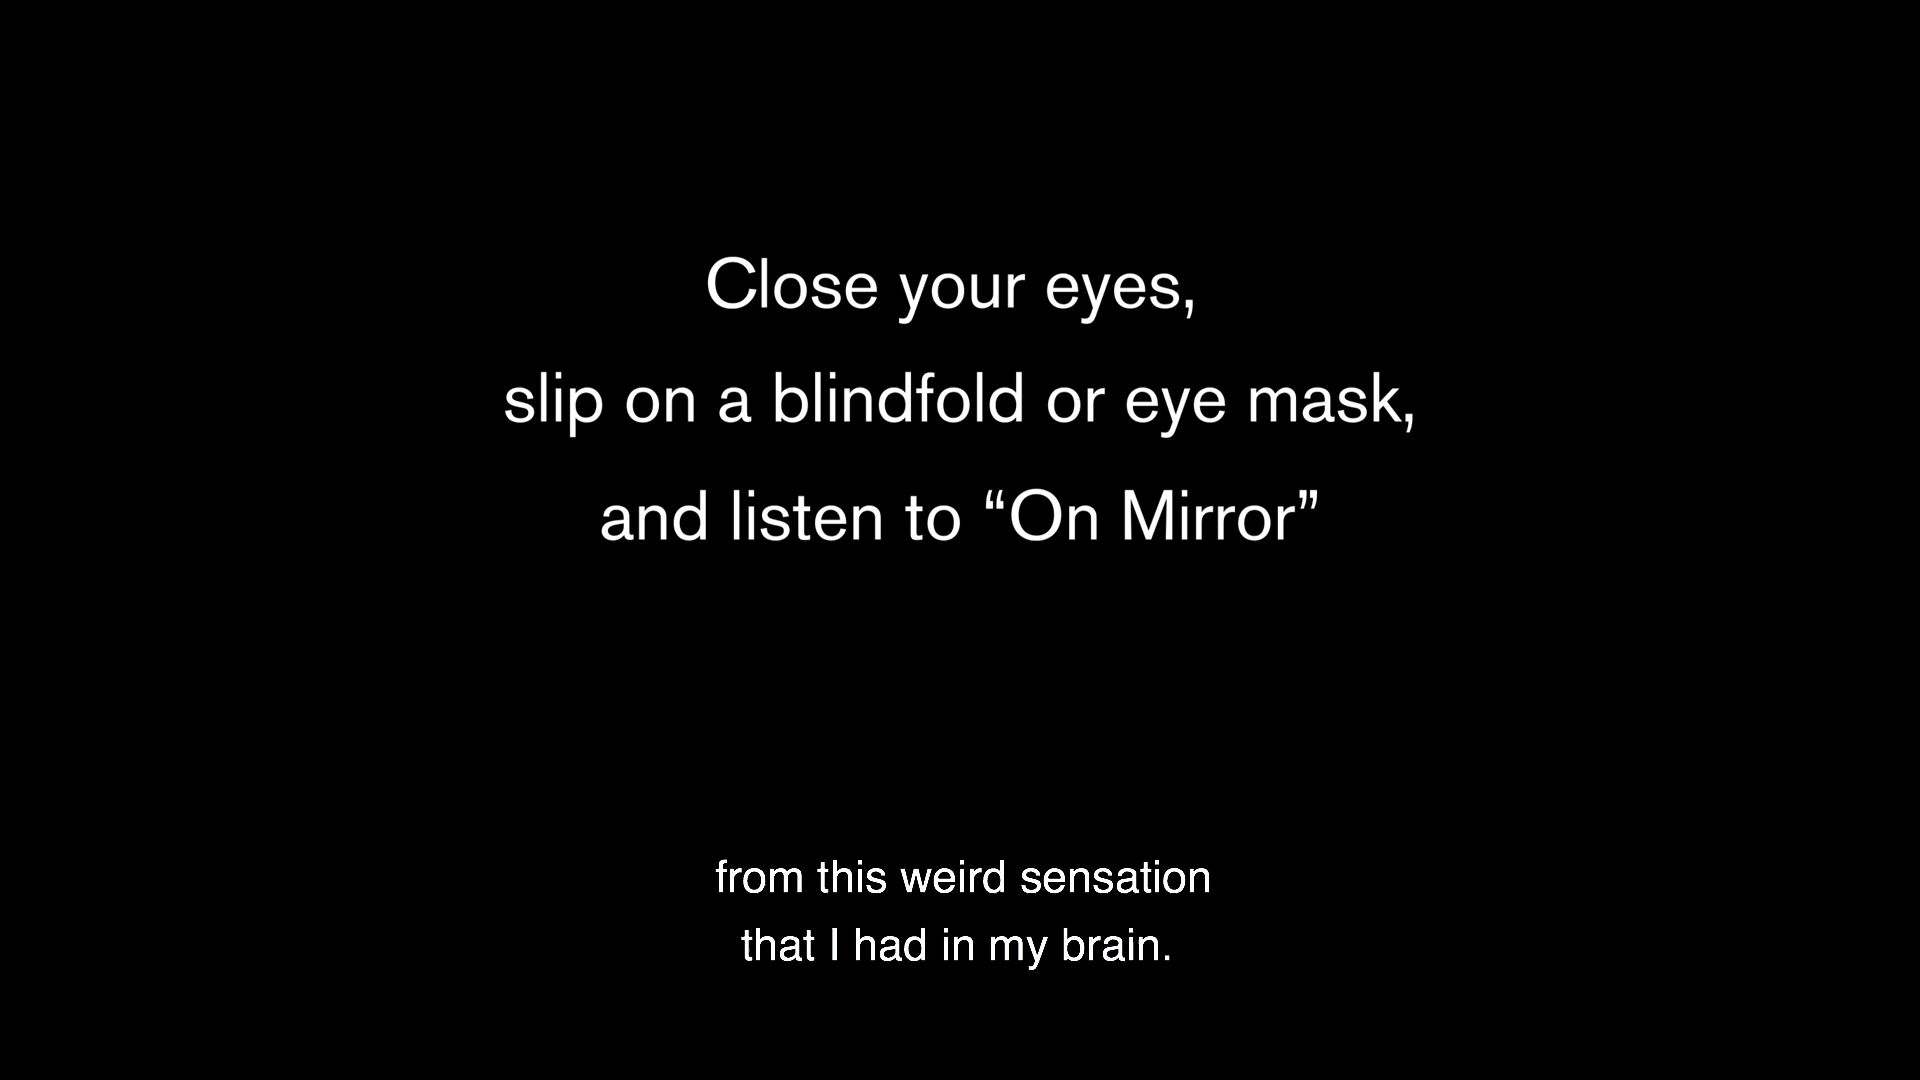 Close your eyes,
slip on a blindfold or eye mask,
and listen to “On Mirror”
from this weird sensation
that I had in my brain.